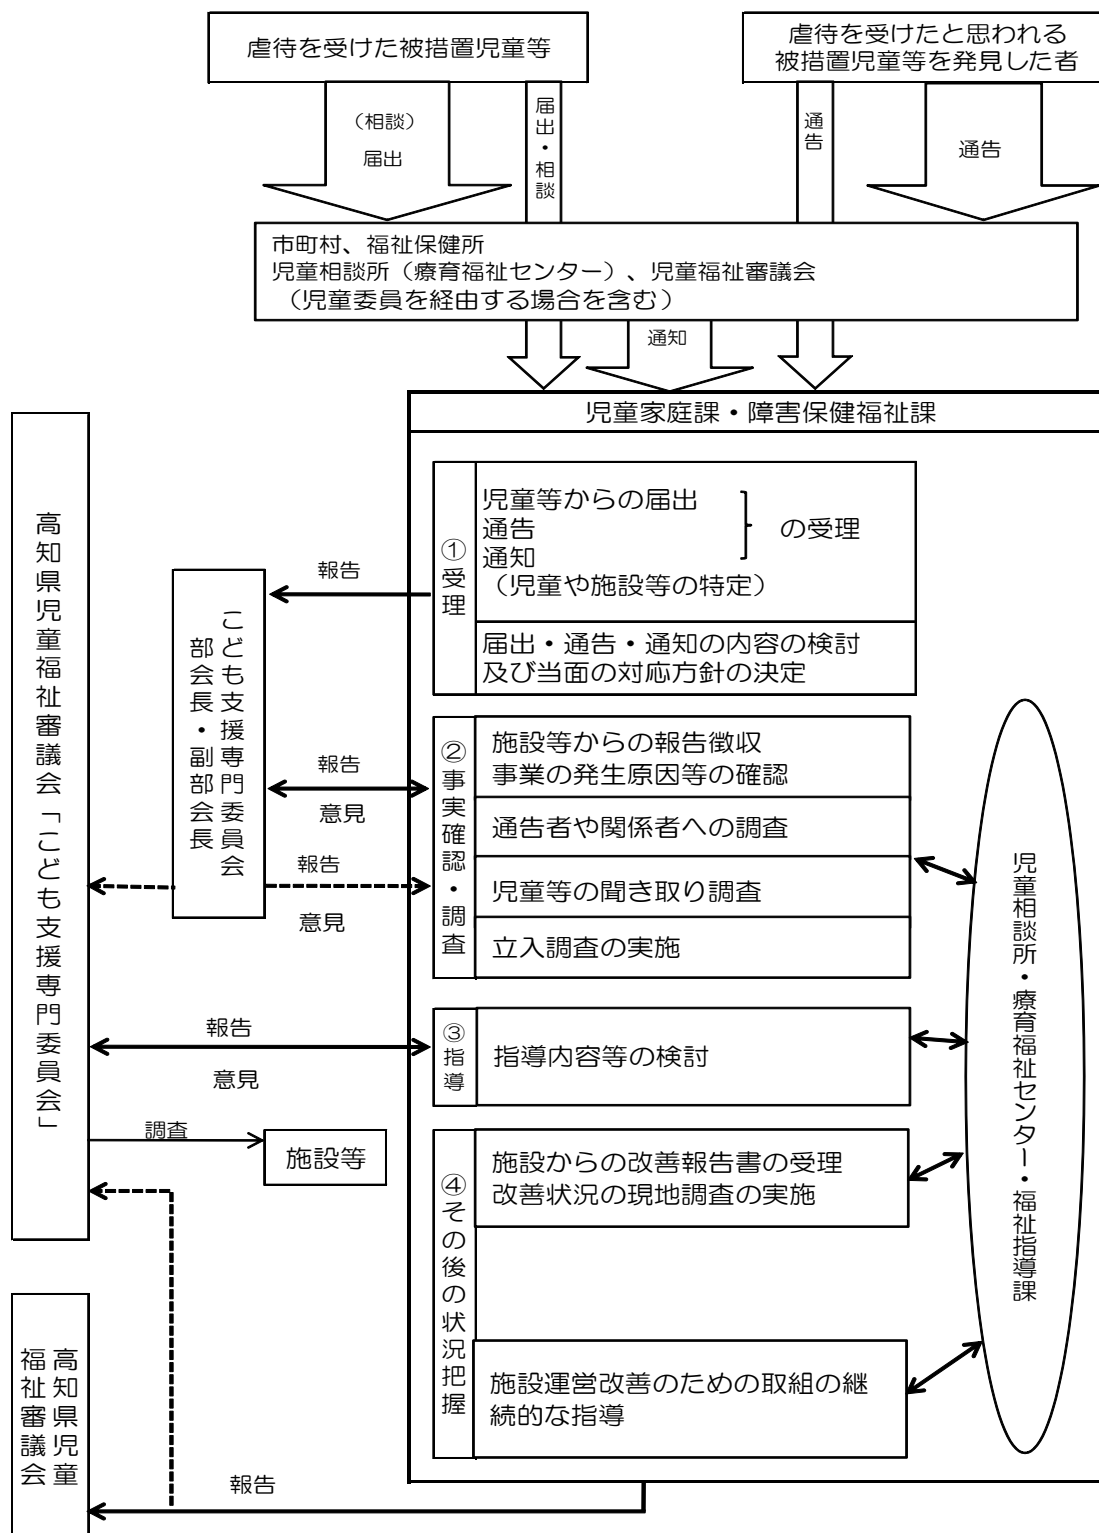 虐待を受けた被措置児童等
虐待を受けたと思われる
被措置児童等を発見した者
（相談）
届出
届出・相談
通告
通告
市町村、福祉保健所
児童相談所（療育福祉センター）、児童福祉審議会
（児童委員を経由する場合を含む）
通知
児童家庭課・障害保健福祉課
①受理
児童等からの届出
通告
通知
の受理
（児童や施設等の特定）
届出・通告・通知の内容の検討
及び当面の対応方針の決定
報告
こども支援専門委員会
部会長・副部会長
高知県児童福祉審議会「こども支援専門委員会」
②事実確認・調査
施設等からの報告徴収
事業の発生原因等の確認
通告者や関係者への調査
児童等の聞き取り調査
立入調査の実施
報告
意見
報告
意見
児童相談所・療育福祉センター・福祉指導課
③指導
指導内容等の検討
報告
意見
調査
施設等
④その後の状況把握
施設からの改善報告書の受理
改善状況の現地調査の実施
施設運営改善のための取組の継
続的な指導
高知県児童
福祉審議会
報告